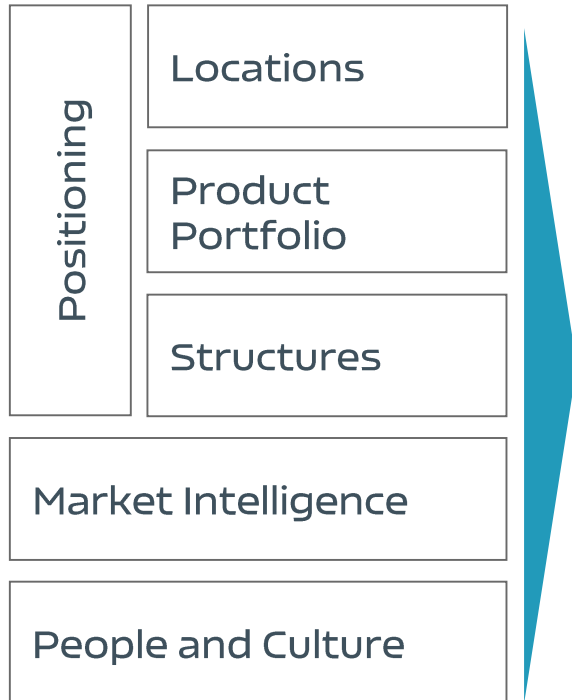 Positioning
Locations
Product
Portfolio
Structures
Market Intelligence
People and Culture